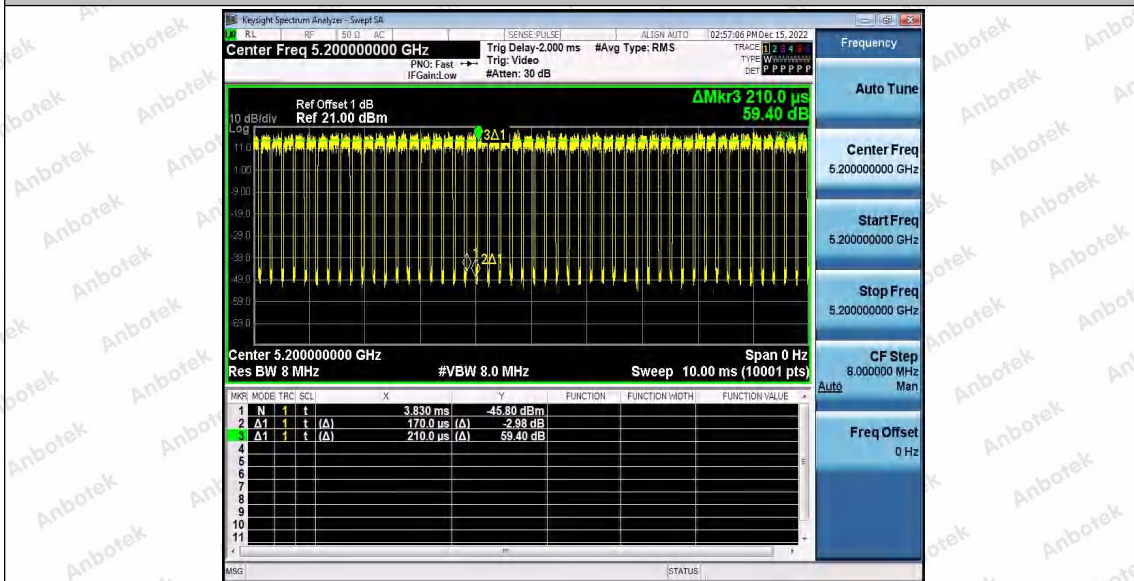 Keysight Spectrum Analyzer - Swept SA
RL RF 50 Ω AC SENSE:PULSE ALIGN AUTO 02:57:06 PM Dec 15, 2022
Center Freq 5.200000000 GHz Trig Delay-2.000 ms #Avg Type: RMS TRACE 1 2 3 4 5 6
PNO: Fast Trig: Video TYPE W
IFGain:Low #Atten: 30 dB DET P P P P P P
Frequency
Auto Tune
ΔMkr3 210.0 µs
59.40 dB
Ref Offset 1 dB
10 dB/div Ref 21.00 dBm
Log
3Δ1
11.0
1.00
-9.00
-19.0
-29.0
-39.0
2Δ1
-49.0
-59.0
-69.0
Center Freq
5.200000000 GHz
Start Freq
5.200000000 GHz
Stop Freq
5.200000000 GHz
CF Step
8.000000 MHz
Auto Man
Freq Offset
0 Hz
Center 5.200000000 GHz Span 0 Hz
Res BW 8 MHz #VBW 8.0 MHz Sweep 10.00 ms (10001 pts)
MKR MODE TRC SCL X Y FUNCTION FUNCTION WIDTH FUNCTION VALUE
1 N 1 t 3.830 ms -45.80 dBm
2 Δ1 1 t (Δ) 170.0 µs (Δ) -2.98 dB
3 Δ1 1 t (Δ) 210.0 µs (Δ) 59.40 dB
4
5
6
7
8
9
10
11
MSG STATUS
Anbotek